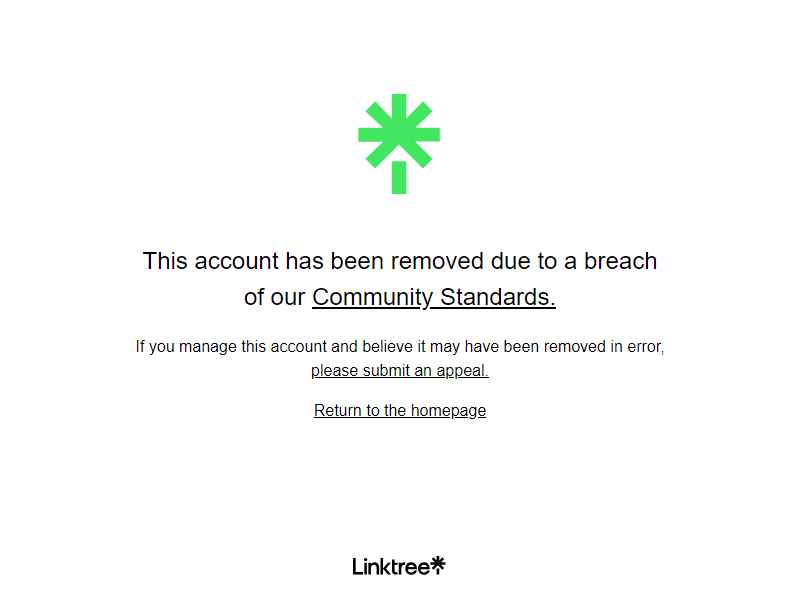 This account has been removed due to a breach
of our Community Standards.
If you manage this account and believe it may have been removed in error,
please submit an appeal.
Return to the homepage
Linktree